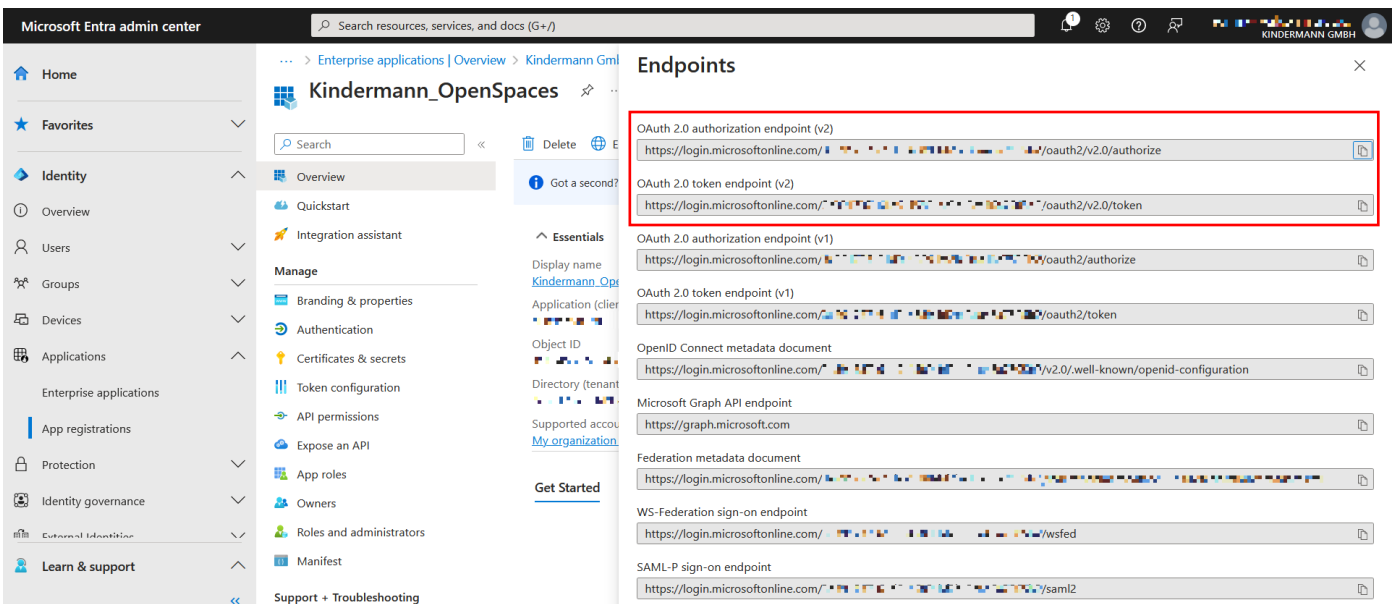 Microsoft Entra admin center
Search resources, services, and docs (G+/)
1
KINDERMANN GMBH
Home
Favorites
Identity
Overview
Users
Groups
Devices
Applications
Enterprise applications
App registrations
Protection
Identity governance
External Identities
Learn & support
«
... > Enterprise applications | Overview > Kindermann Gm
Kindermann_OpenSpaces
Search
«
Delete
Overview
Quickstart
Integration assistant
Manage
Branding & properties
Authentication
Certificates & secrets
Token configuration
API permissions
Expose an API
App roles
Owners
Roles and administrators
Manifest
Support + Troubleshooting
Got a second?
Essentials
Display name
Kindermann_Ope
Application (clien
Object ID
Directory (tenant
Supported accou
My organization
Get Started
Endpoints
OAuth 2.0 authorization endpoint (v2)
https://login.microsoftonline.com/ /oauth2/v2.0/authorize
OAuth 2.0 token endpoint (v2)
https://login.microsoftonline.com/ /oauth2/v2.0/token
OAuth 2.0 authorization endpoint (v1)
https://login.microsoftonline.com/ /oauth2/authorize
OAuth 2.0 token endpoint (v1)
https://login.microsoftonline.com/ /oauth2/token
OpenID Connect metadata document
https://login.microsoftonline.com/ /v2.0/.well-known/openid-configuration
Microsoft Graph API endpoint
https://graph.microsoft.com
Federation metadata document
https://login.microsoftonline.com/
WS-Federation sign-on endpoint
https://login.microsoftonline.com/ /wsfed
SAML-P sign-on endpoint
https://login.microsoftonline.com/ /saml2